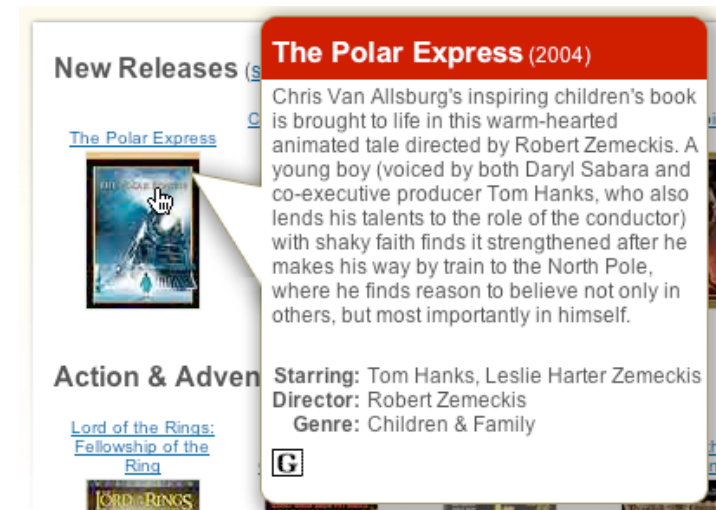 New Releases (s
The Polar Express
C
The Polar Express (2004)
Chris Van Allsburg's inspiring children's book
is brought to life in this warm-hearted
animated tale directed by Robert Zemeckis. A
young boy (voiced by both Daryl Sabara and
co-executive producer Tom Hanks, who also
lends his talents to the role of the conductor)
with shaky faith finds it strengthened after he
makes his way by train to the North Pole,
where he finds reason to believe not only in
others, but most importantly in himself.
Starring: Tom Hanks, Leslie Harter Zemeckis
Director: Robert Zemeckis
Genre: Children & Family
G
Action & Adven
Lord of the Rings:
Fellowship of the
Ring
LORD OF THE RINGS